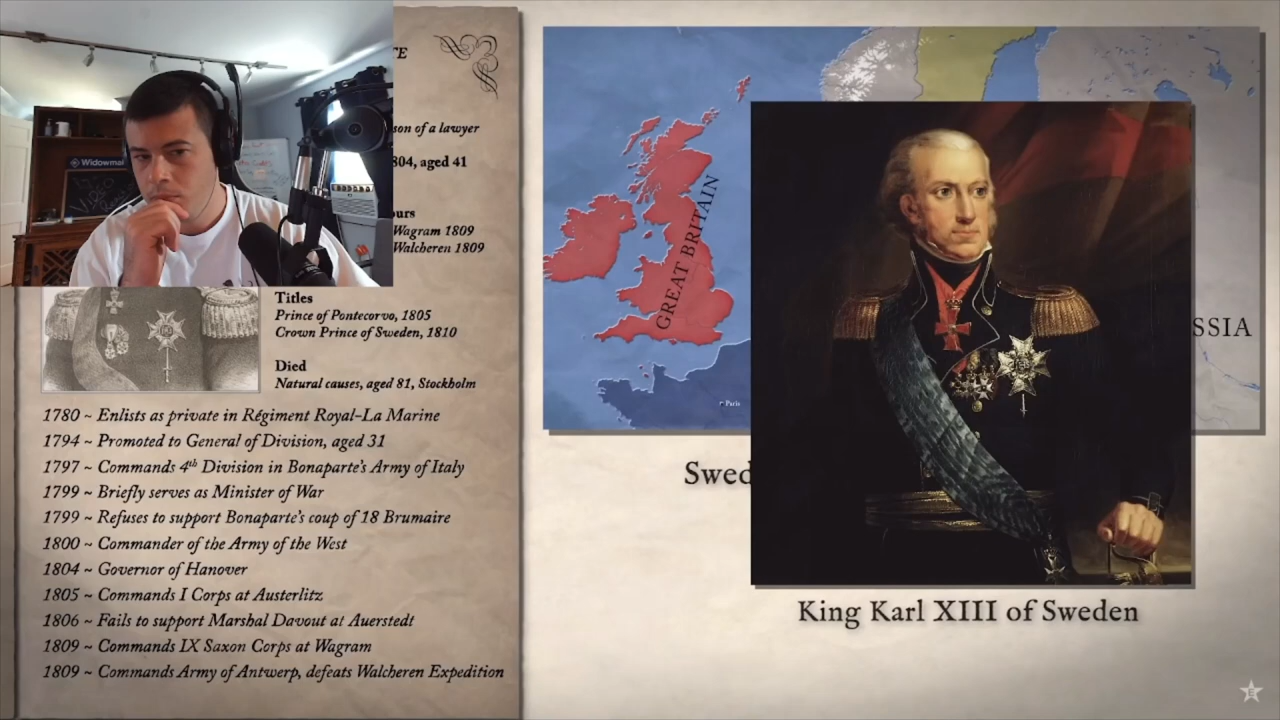 TE
son of a lawyer
804, aged 41
ours
Wagram 1809
Walcheren 1809
Titles
Prince of Pontecorvo, 1805
Crown Prince of Sweden, 1810
Died
Natural causes, aged 81, Stockholm
1780 ~ Enlists as private in Régiment Royal-La Marine
1794 ~ Promoted to General of Division, aged 31
1797 ~ Commands 4th Division in Bonaparte's Army of Italy
1799 ~ Briefly serves as Minister of War
1799 ~ Refuses to support Bonaparte's coup of 18 Brumaire
1800 ~ Commander of the Army of the West
1804 ~ Governor of Hanover
1805 ~ Commands I Corps at Austerlitz
1806 ~ Fails to support Marshal Davout at Auerstedt
1809 ~ Commands IX Saxon Corps at Wagram
1809 ~ Commands Army of Antwerp, defeats Walcheren Expedition
Widowmak
GREAT BRITAIN
Paris
SSIA
Swed
King Karl XIII of Sweden
E